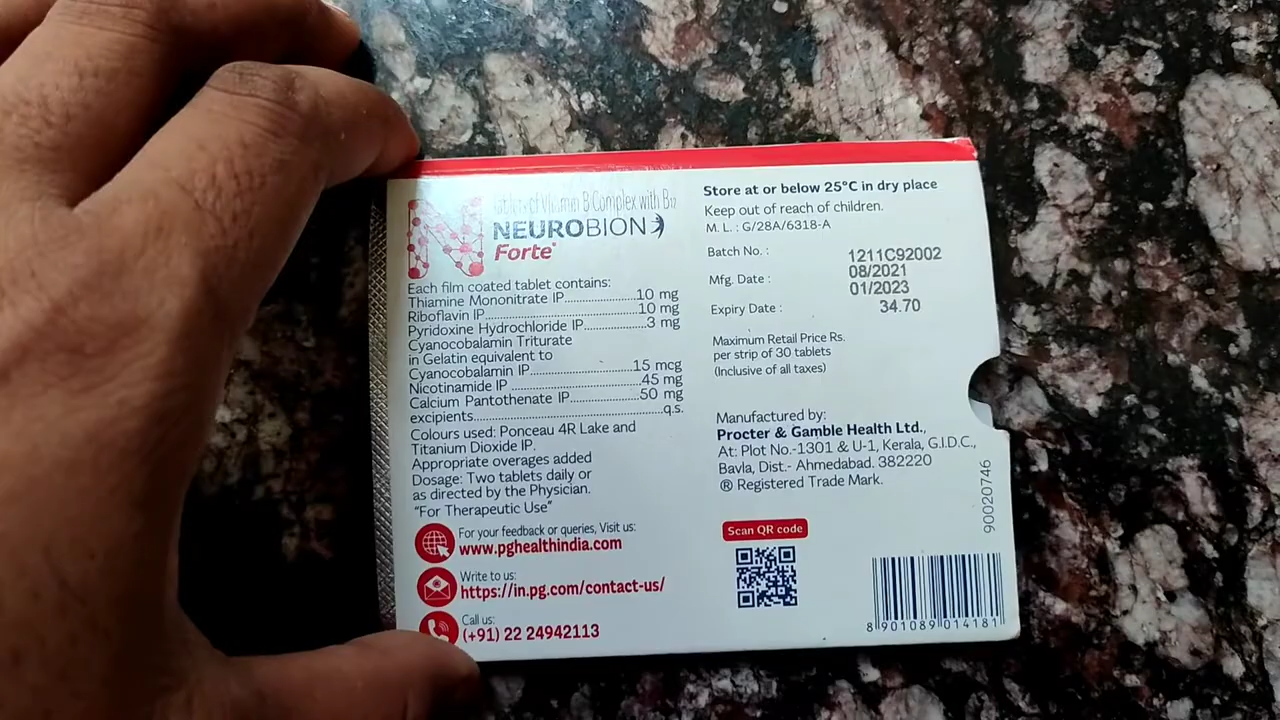 Tablets of Vitamin B Complex with B12
NEUROBION
Forte®
Each film coated tablet contains:
Thiamine Mononitrate IP..................10 mg
Riboflavin IP.......................................10 mg
Pyridoxine Hydrochloride IP................3 mg
Cyanocobalamin Triturate
in Gelatin equivalent to
Cyanocobalamin IP..........................15 mcg
Nicotinamide IP .................................45 mg
Calcium Pantothenate IP.................50 mg
excipients................................................q.s.
Colours used: Ponceau 4R Lake and
Titanium Dioxide IP.
Appropriate overages added
Dosage: Two tablets daily or
as directed by the Physician.
"For Therapeutic Use"
For your feedback or queries, Visit us:
www.pghealthindia.com
Write to us:
https://in.pg.com/contact-us/
Call us:
(+91) 22 24942113
Store at or below 25°C in dry place
Keep out of reach of children.
M. L. : G/28A/6318-A
Batch No. : 1211C92002
Mfg. Date : 08/2021
01/2023
Expiry Date : 34.70
Maximum Retail Price Rs.
per strip of 30 tablets
(Inclusive of all taxes)
Manufactured by:
Procter & Gamble Health Ltd.,
At: Plot No.-1301 & U-1, Kerala, G.I.D.C.,
Bavla, Dist.- Ahmedabad. 382220
® Registered Trade Mark.
Scan QR code
90020746
8 901089 014181